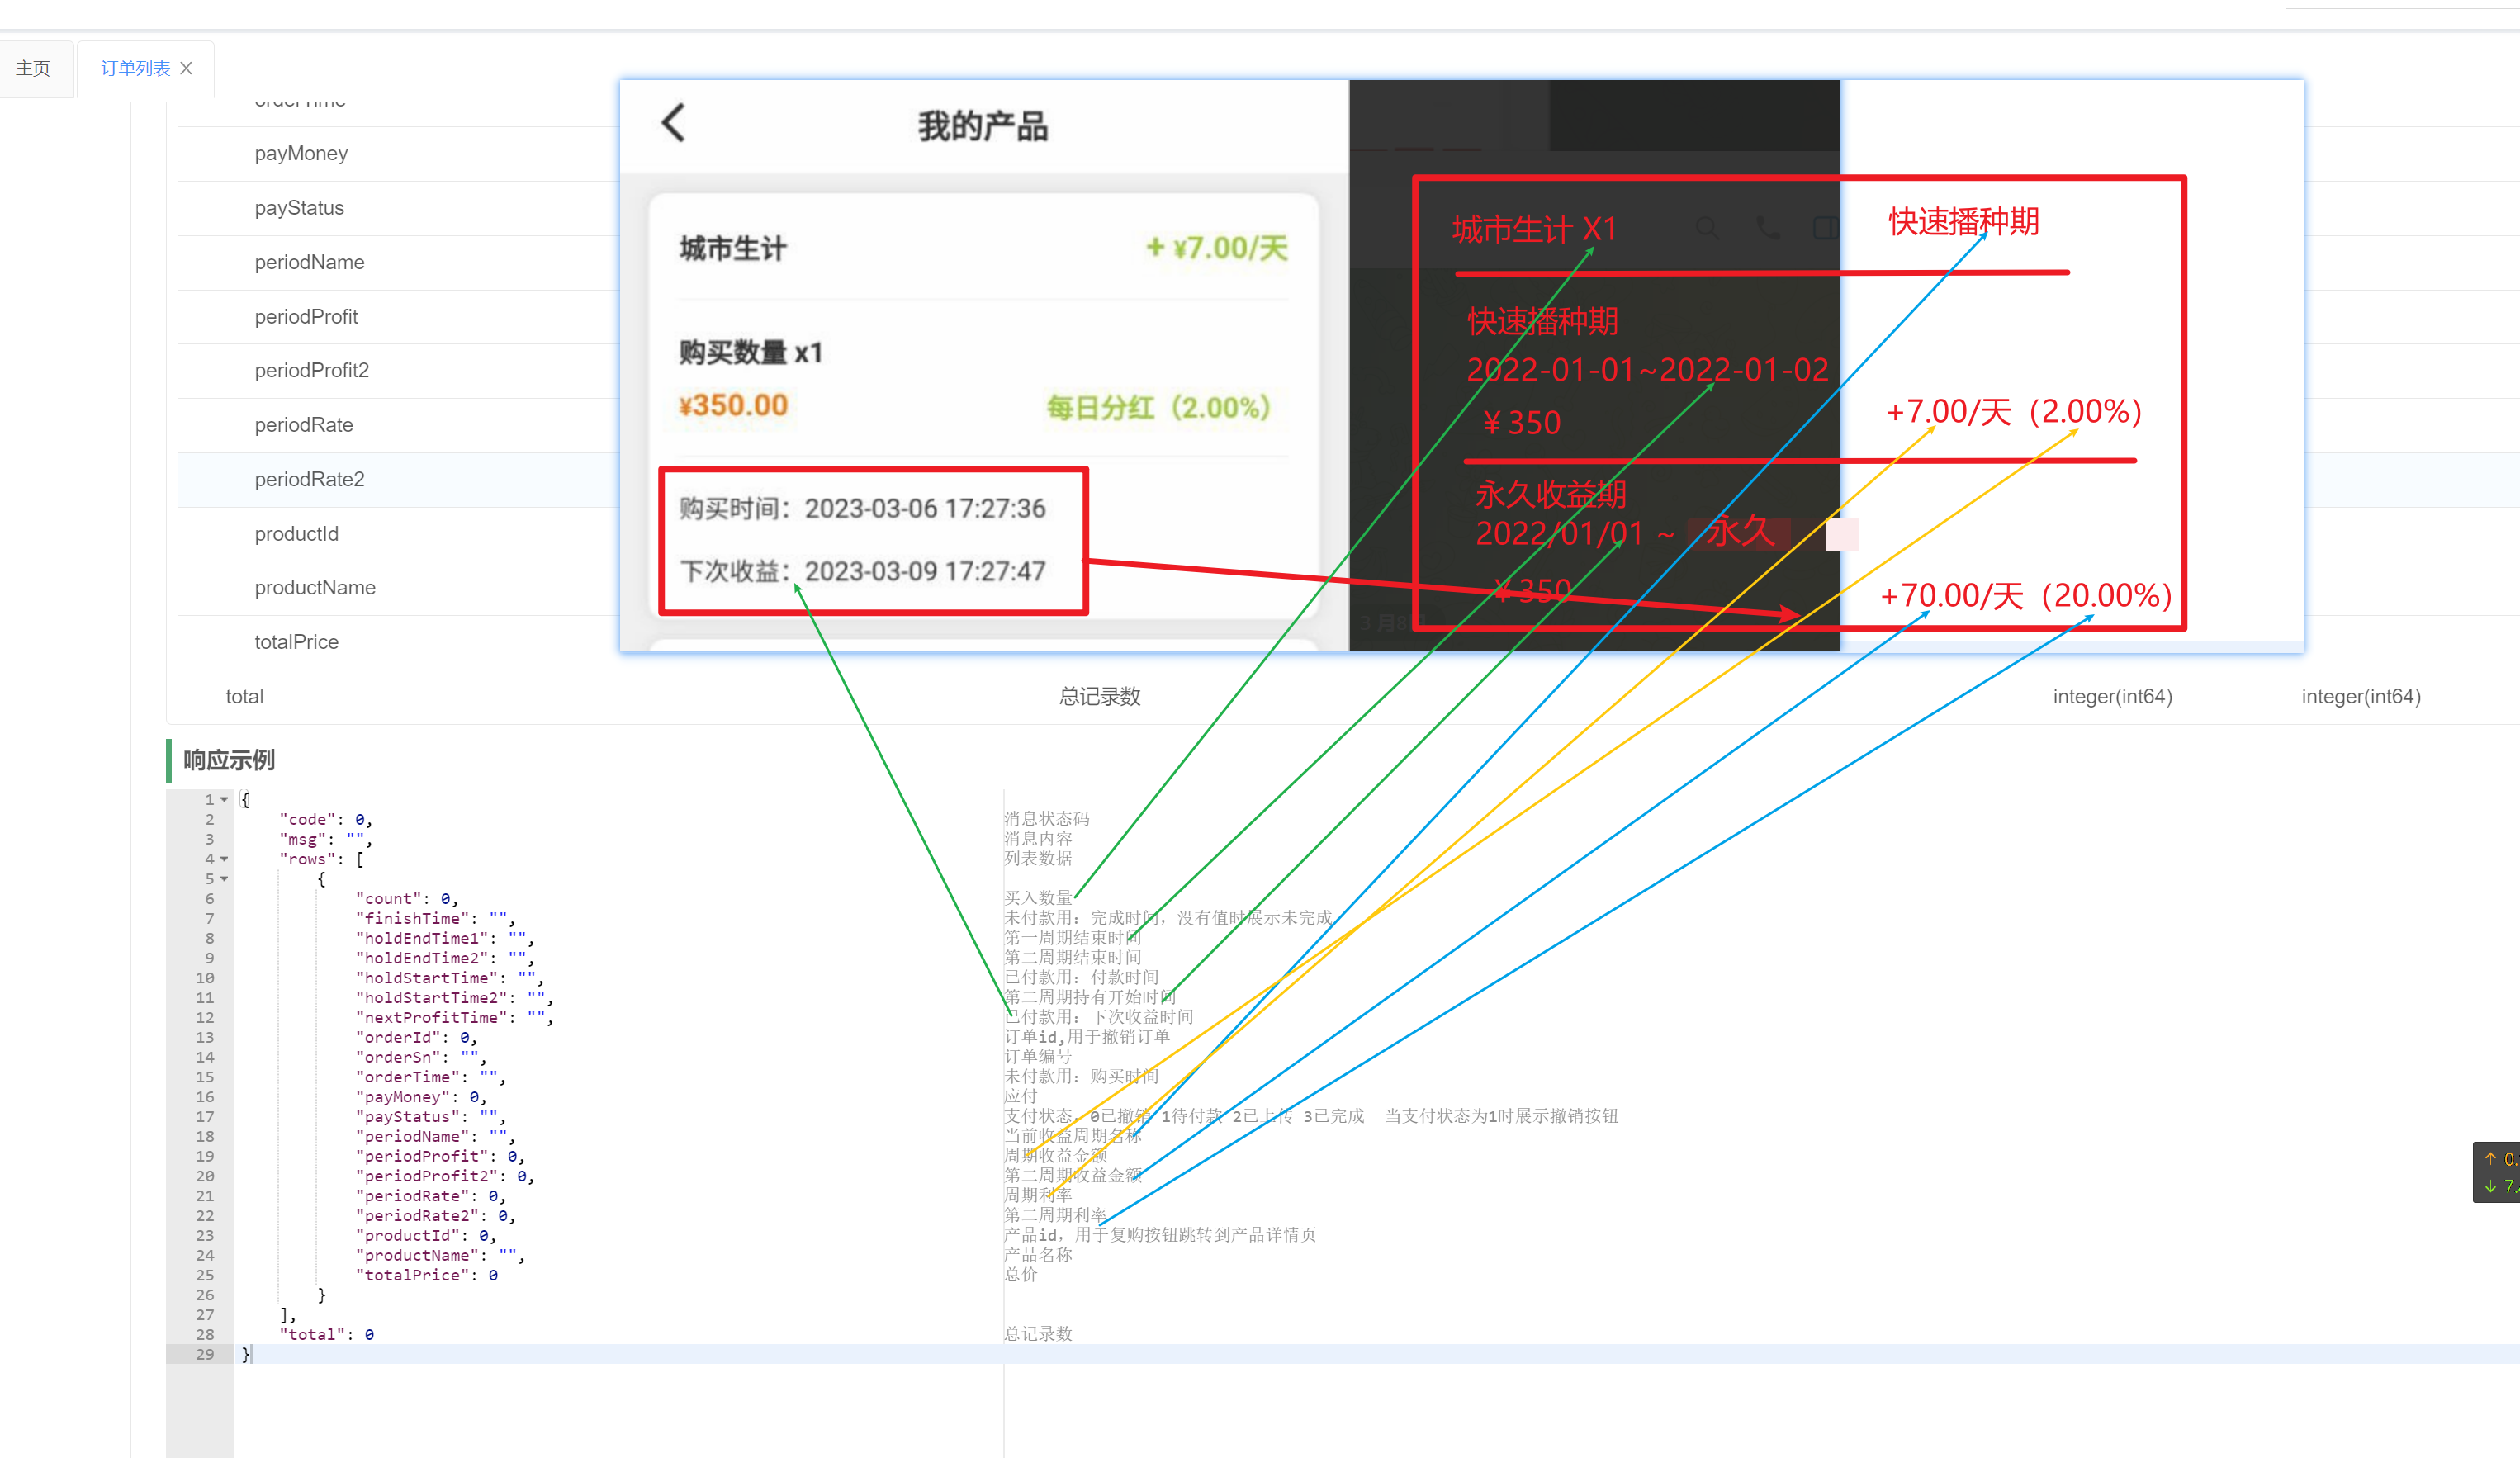 主页
订单列表
orderTime
payMoney
payStatus
periodName
periodProfit
periodProfit2
periodRate
periodRate2
productId
productName
totalPrice
total 总记录数 integer(int64) integer(int64)
我的产品
城市生计 + ¥7.00/天
购买数量 x1
¥350.00 每日分红（2.00%）
购买时间：2023-03-06 17:27:36
下次收益：2023-03-09 17:27:47
城市生计 X1 快速播种期
快速播种期
2022-01-01~2022-01-02
￥350 +7.00/天（2.00%）
永久收益期
2022/01/01 ~ 永久
￥350 +70.00/天（20.00%）
响应示例
1 {
2 "code": 0, 消息状态码
3 "msg": "", 消息内容
4 "rows": [ 列表数据
5 {
6 "count": 0, 买入数量
7 "finishTime": "", 未付款用：完成时间，没有值时展示未完成
8 "holdEndTime1": "", 第一周期结束时间
9 "holdEndTime2": "", 第二周期结束时间
10 "holdStartTime": "", 已付款用：付款时间
11 "holdStartTime2": "", 第二周期持有开始时间
12 "nextProfitTime": "", 已付款用：下次收益时间
13 "orderId": 0, 订单id,用于撤销订单
14 "orderSn": "", 订单编号
15 "orderTime": "", 未付款用：购买时间
16 "payMoney": 0, 应付
17 "payStatus": "", 支付状态：0已撤销 1待付款 2已上传 3已完成 当支付状态为1时展示撤销按钮
18 "periodName": "", 当前收益周期名称
19 "periodProfit": 0, 周期收益金额
20 "periodProfit2": 0, 第二周期收益金额
21 "periodRate": 0, 周期利率
22 "periodRate2": 0, 第二周期利率
23 "productId": 0, 产品id，用于复购按钮跳转到产品详情页
24 "productName": "", 产品名称
25 "totalPrice": 0 总价
26 }
27 ],
28 "total": 0 总记录数
29 }
↑ 0.
↓ 7.